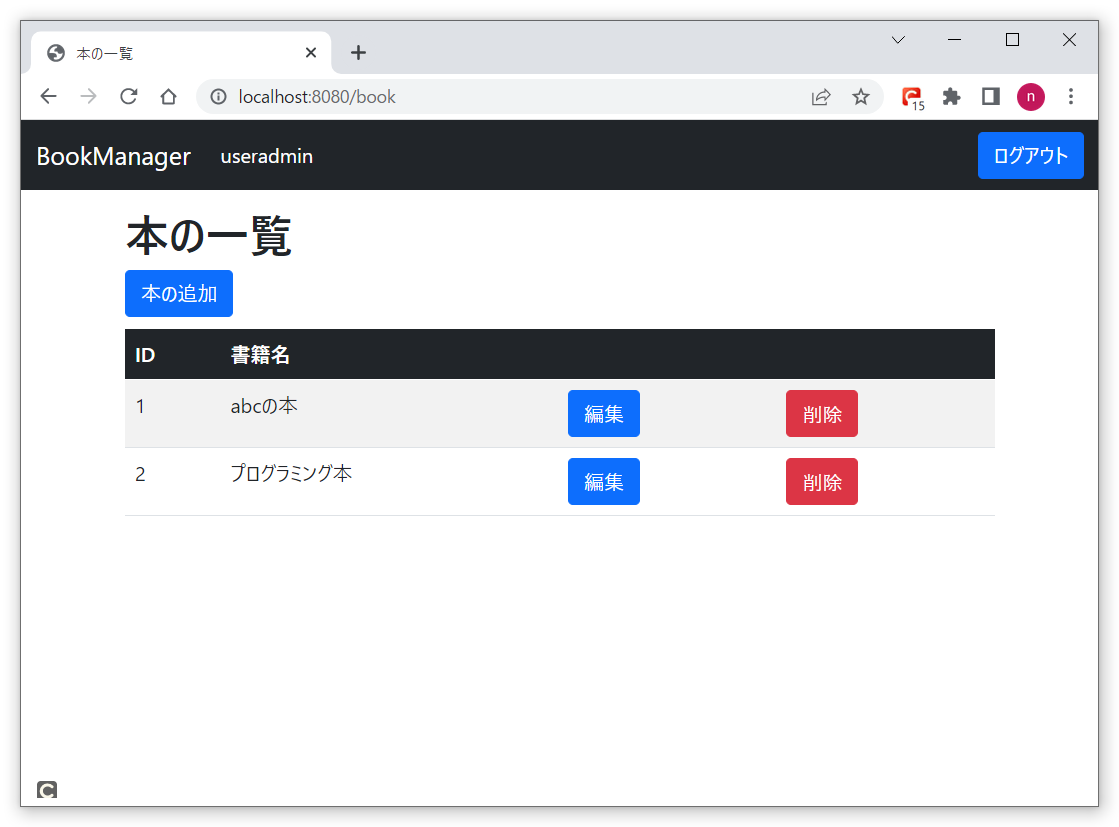 本の一覧
localhost:8080/book
15
n
BookManager useradmin ログアウト
本の一覧
本の追加
ID 書籍名
1 abcの本 編集 削除
2 プログラミング本 編集 削除
C